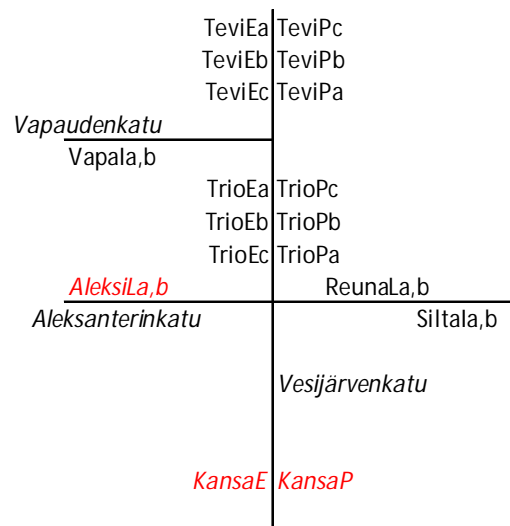 TeviEa TeviPc
TeviEb TeviPb
TeviEc TeviPa
Vapaudenkatu
Vapala,b
TrioEa TrioPc
TrioEb TrioPb
TrioEc TrioPa
AleksiLa,b ReunaLa,b
Aleksanterinkatu Siltala,b
Vesijärvenkatu
KansaE KansaP